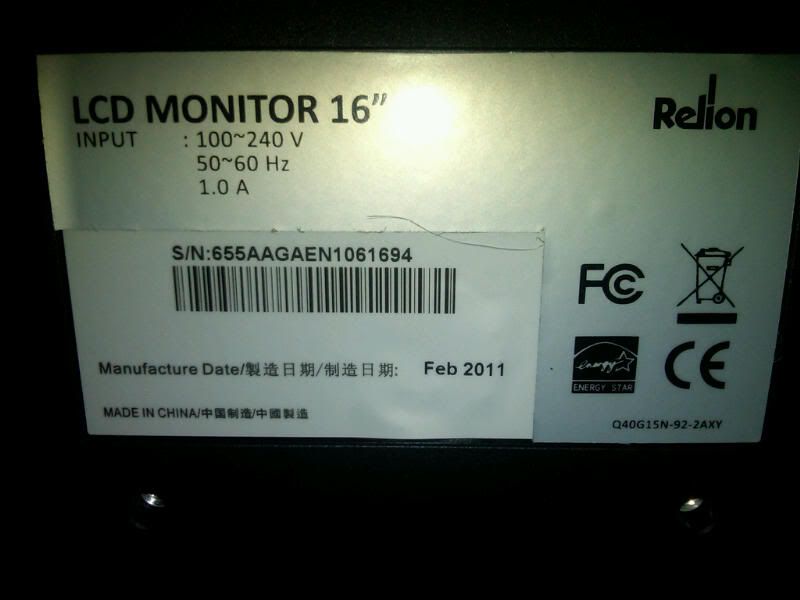 LCD MONITOR 16”
Relion
INPUT : 100~240 V
50~60 Hz
1.0 A
S/N:655AAGAEN1061694
FC
Manufacture Date/製造日期/制造日期: Feb 2011
energy
ENERGY STAR
CE
MADE IN CHINA/中国制造/中國製造
Q40G15N-92-2AXY